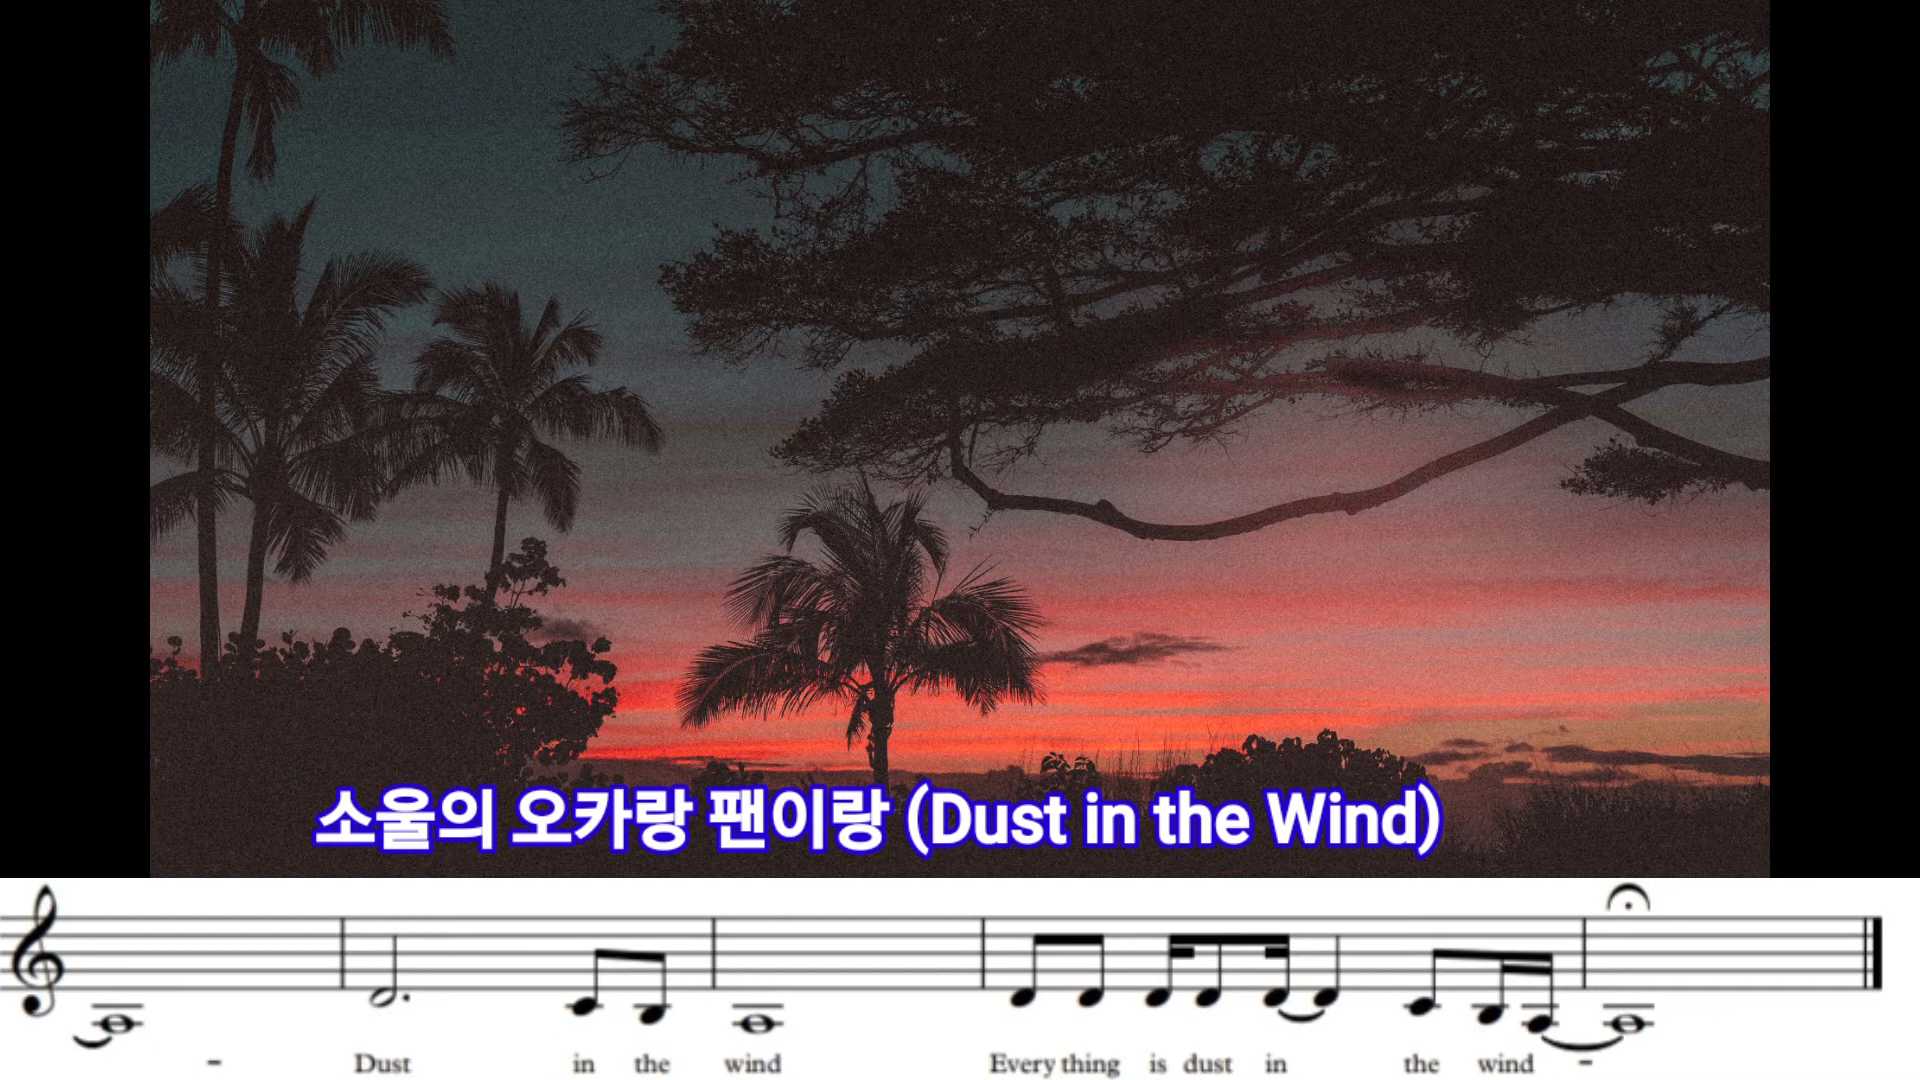 소울의 오카랑 팬이랑 (Dust in the Wind)
- Dust in the wind Every thing is dust in the wind -